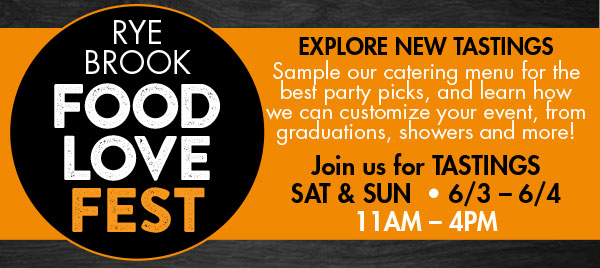 RYE
BROOK
FOOD
LOVE
FEST
EXPLORE NEW TASTINGS
Sample our catering menu for the
best party picks, and learn how
we can customize your event, from
graduations, showers and more!
Join us for TASTINGS
SAT & SUN • 6/3 – 6/4
11AM – 4PM